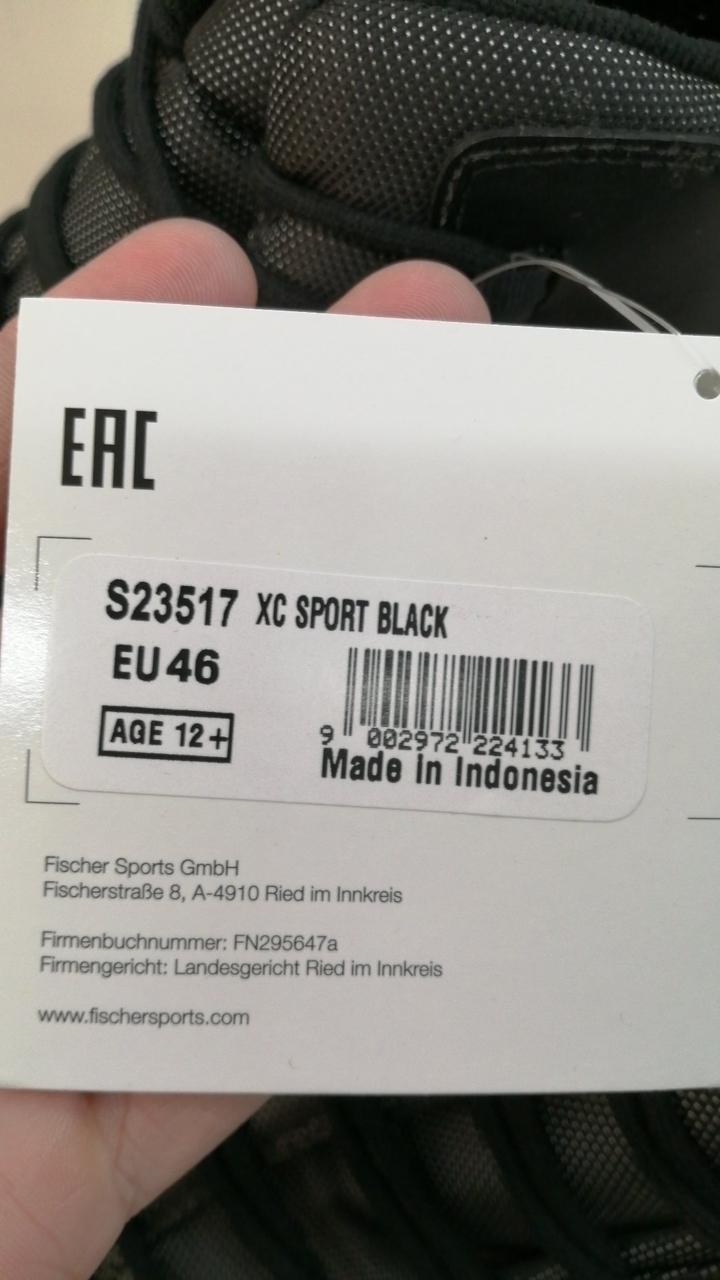 EAC
S23517 XC SPORT BLACK
EU 46
AGE 12+
9 002972 224133
Made in Indonesia
Fischer Sports GmbH
Fischerstraße 8, A-4910 Ried im Innkreis
Firmenbuchnummer: FN295647a
Firmengericht: Landesgericht Ried im Innkreis
www.fischersports.com